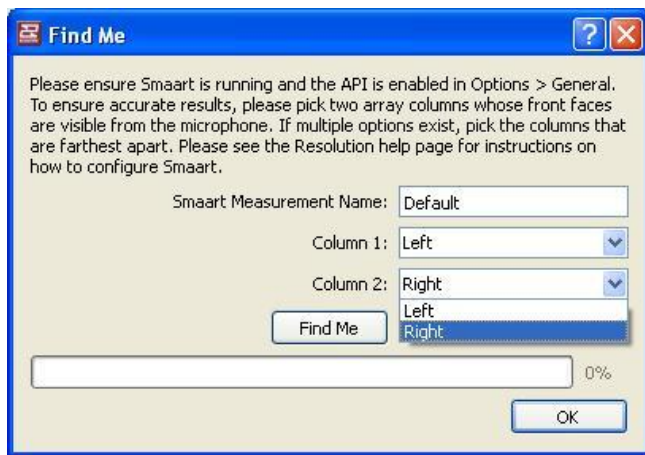 Find Me
Please ensure Smaart is running and the API is enabled in Options > General.
To ensure accurate results, please pick two array columns whose front faces
are visible from the microphone. If multiple options exist, pick the columns that
are farthest apart. Please see the Resolution help page for instructions on
how to configure Smaart.
Smaart Measurement Name: Default
Column 1: Left
Column 2: Right
Left
Find Me Right
0%
OK